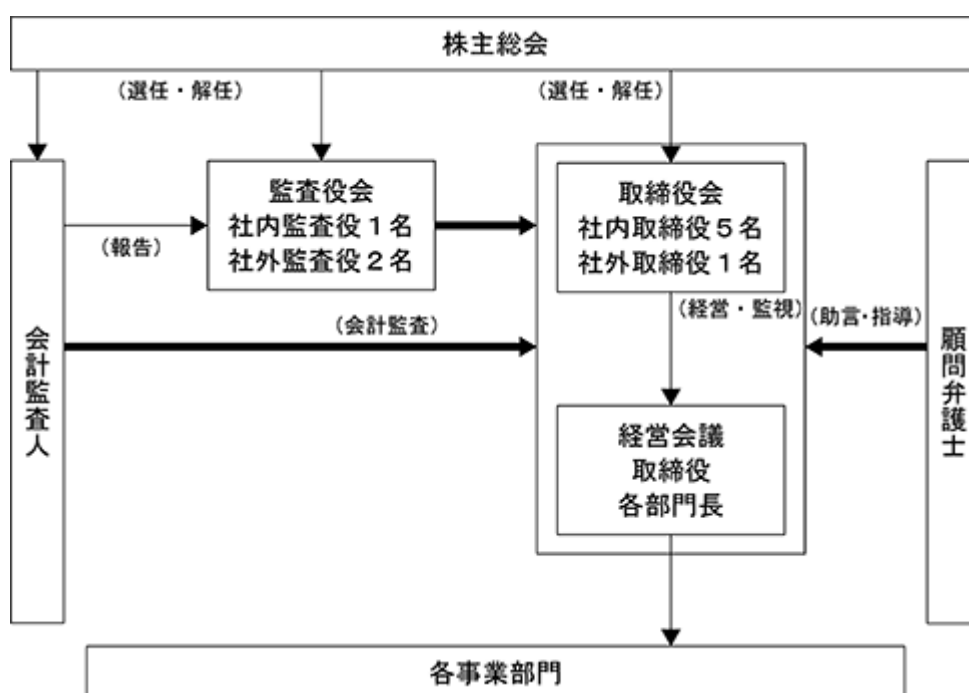 株主総会
（選任・解任）
（選任・解任）
監査役会
社内監査役１名
社外監査役２名
取締役会
社内取締役５名
社外取締役１名
（報告）
（経営・監視）
（助言・指導）
（会計監査）
会計監査人
顧問弁護士
経営会議
取締役
各部門長
各事業部門